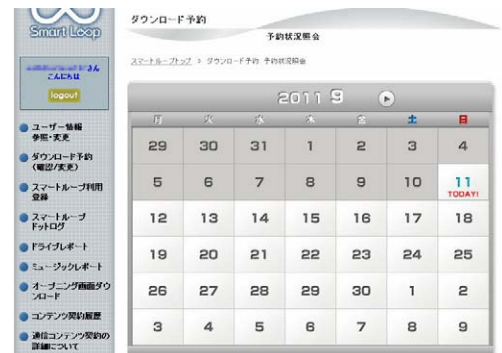 Smart Loop
さん
こんにちは
logout
ユーザー情報
参照・変更
ダウンロード予約
(確認/変更)
スマートループ利用
登録
スマートループ
ドットログ
ドライブレポート
ミュージックレポート
オープニング画面ダウ
ンロード
コンテンツ契約履歴
通信コンテンツ契約の
詳細について
ダウンロード予約
予約状況照会
スマートループトップ > ダウンロード予約 予約状況照会
2011 9
月 火 水 木 金 土 日
29 30 31 1 2 3 4
5 6 7 8 9 10 11
TODAY!
12 13 14 15 16 17 18
19 20 21 22 23 24 25
26 27 28 29 30 1 2
3 4 5 6 7 8 9